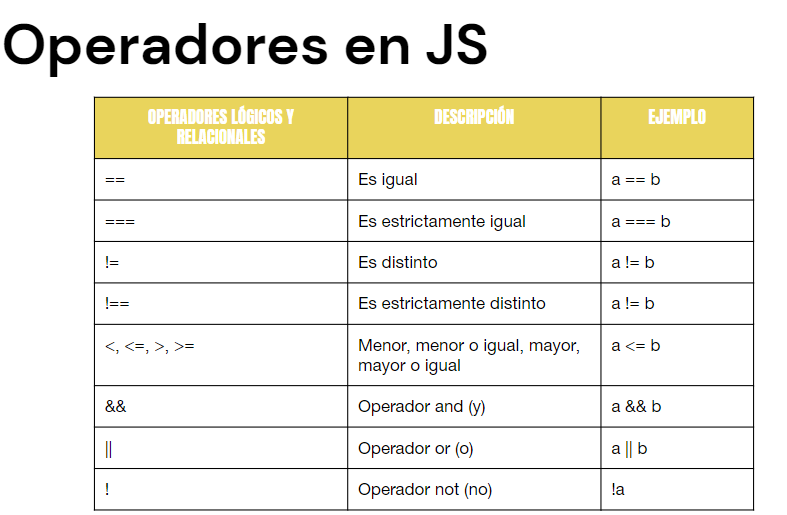 Operadores en JS
OPERADORES LÓGICOS Y
RELACIONALES
DESCRIPCIÓN
EJEMPLO
==
Es igual
a == b
===
Es estrictamente igual
a === b
!=
Es distinto
a != b
!==
Es estrictamente distinto
a != b
<, <=, >, >=
Menor, menor o igual, mayor,
mayor o igual
a <= b
&&
Operador and (y)
a && b
||
Operador or (o)
a || b
!
Operador not (no)
!a